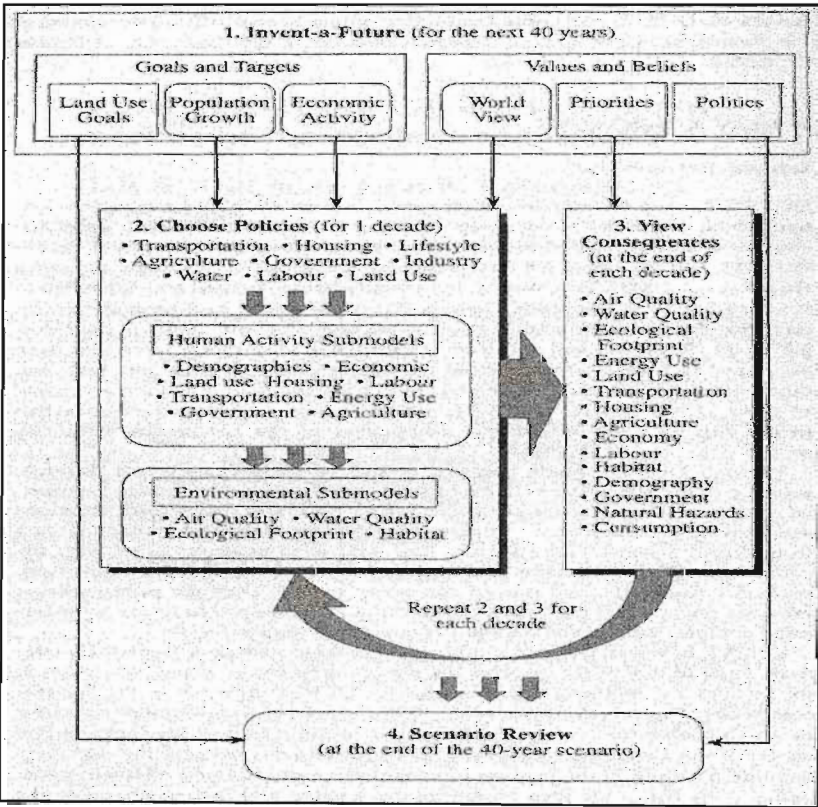 1. Invent-a-Future (for the next 40 years)
Goals and Targets
Land Use Goals
Population Growth
Economic Activity
Values and Beliefs
World View
Priorities
Politics
2. Choose Policies (for 1 decade)
• Transportation • Housing • Lifestyle
• Agriculture • Government • Industry
• Water • Labour • Land Use
Human Activity Submodels
• Demographics • Economic
• Land use Housing • Labour
• Transportation • Energy Use
• Government • Agriculture
Environmental Submodels
• Air Quality • Water Quality
• Ecological Footprint • Habitat
3. View
Consequences
(at the end of
each decade)
• Air Quality
• Water Quality
• Ecological
Footprint
• Energy Use
• Land Use
• Transportation
• Housing
• Agriculture
• Economy
• Labour
• Habitat
• Demography
• Government
• Natural Hazards
• Consumption
Repeat 2 and 3 for
each decade
4. Scenario Review
(at the end of the 40-year scenario)